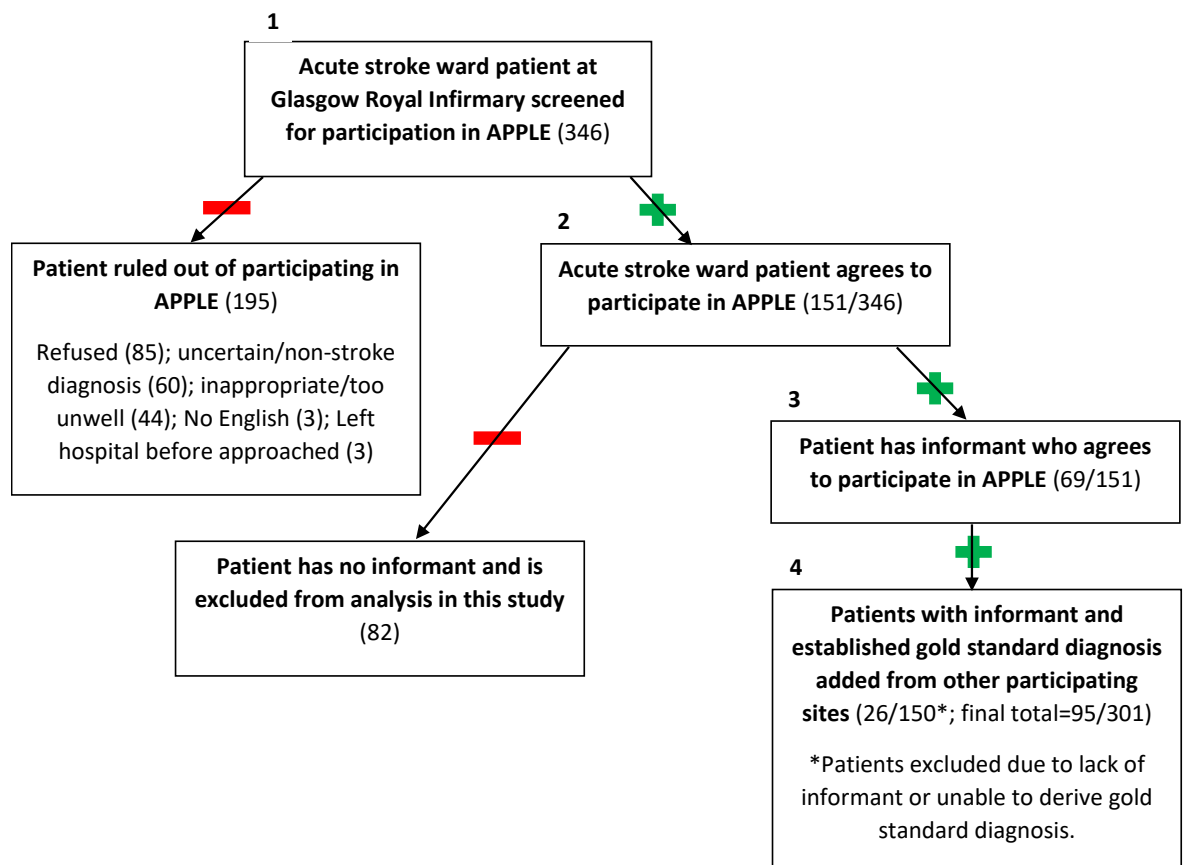 1
Acute stroke ward patient at
Glasgow Royal Infirmary screened
for participation in APPLE (346)
2
Patient ruled out of participating in
APPLE (195)
Refused (85); uncertain/non-stroke
diagnosis (60); inappropriate/too
unwell (44); No English (3); Left
hospital before approached (3)
Acute stroke ward patient agrees to
participate in APPLE (151/346)
3
Patient has informant who agrees
to participate in APPLE (69/151)
Patient has no informant and is
excluded from analysis in this study
(82)
4
Patients with informant and
established gold standard diagnosis
added from other participating
sites (26/150*; final total=95/301)
*Patients excluded due to lack of
informant or unable to derive gold
standard diagnosis.